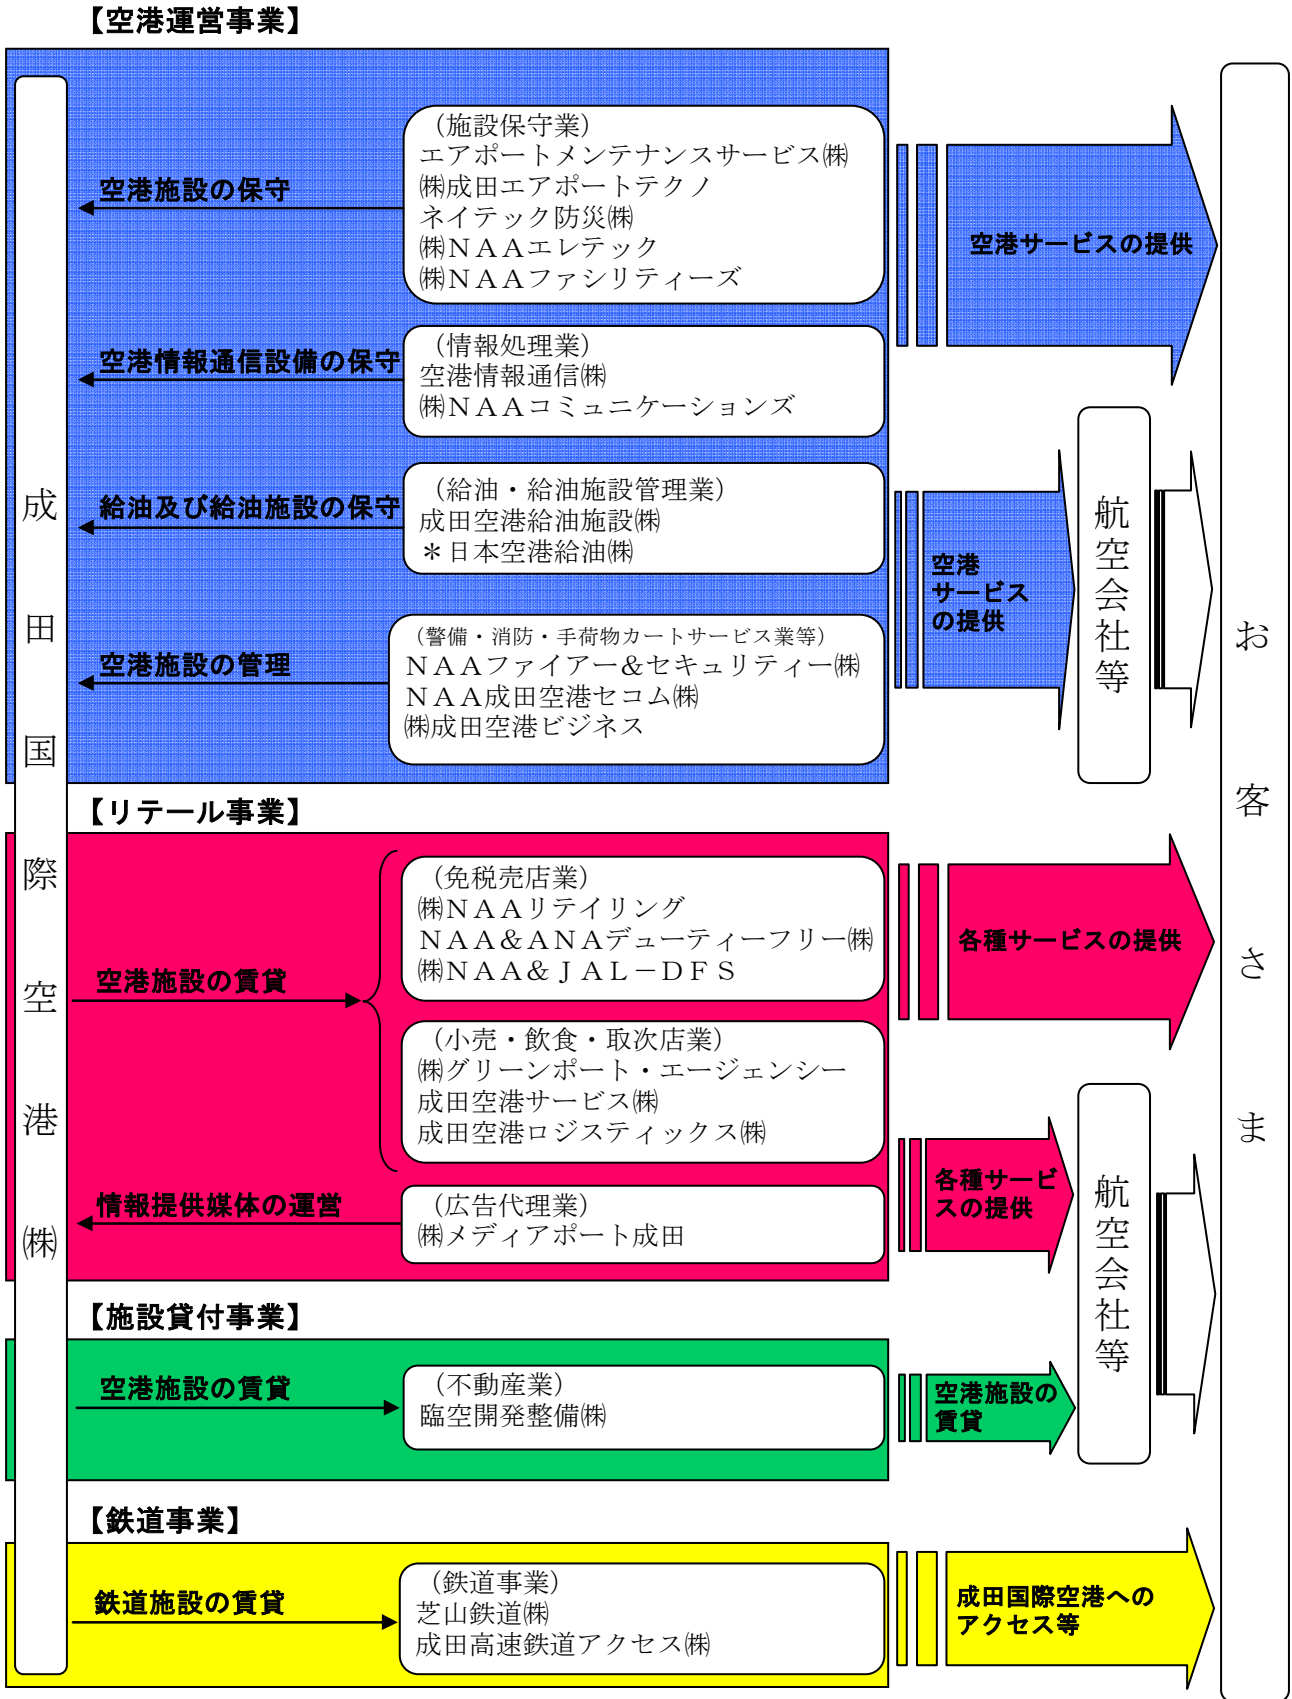 【空港運営事業】
成田国際空港㈱
空港施設の保守
（施設保守業）
エアポートメンテナンスサービス㈱
㈱成田エアポートテクノ
ネイテック防災㈱
㈱ＮＡＡエレテック
㈱ＮＡＡファシリティーズ
空港サービスの提供
空港情報通信設備の保守
（情報処理業）
空港情報通信㈱
㈱ＮＡＡコミュニケーションズ
給油及び給油施設の保守
（給油・給油施設管理業）
成田空港給油施設㈱
＊日本空港給油㈱
空港施設の管理
（警備・消防・手荷物カートサービス業等）
ＮＡＡファイアー＆セキュリティー㈱
ＮＡＡ成田空港セコム㈱
㈱成田空港ビジネス
空港
サービス
の提供
航空会社等
お客さま
【リテール事業】
空港施設の賃貸
（免税売店業）
㈱ＮＡＡリテイリング
ＮＡＡ＆ＡＮＡデューティーフリー㈱
㈱ＮＡＡ＆ＪＡＬ－ＤＦＳ
各種サービスの提供
（小売・飲食・取次店業）
㈱グリーンポート・エージェンシー
成田空港サービス㈱
成田空港ロジスティックス㈱
情報提供媒体の運営
（広告代理業）
㈱メディアポート成田
各種サービ
スの提供
航空会社等
【施設貸付事業】
空港施設の賃貸
（不動産業）
臨空開発整備㈱
空港施設の
賃貸
【鉄道事業】
鉄道施設の賃貸
（鉄道事業）
芝山鉄道㈱
成田高速鉄道アクセス㈱
成田国際空港への
アクセス等